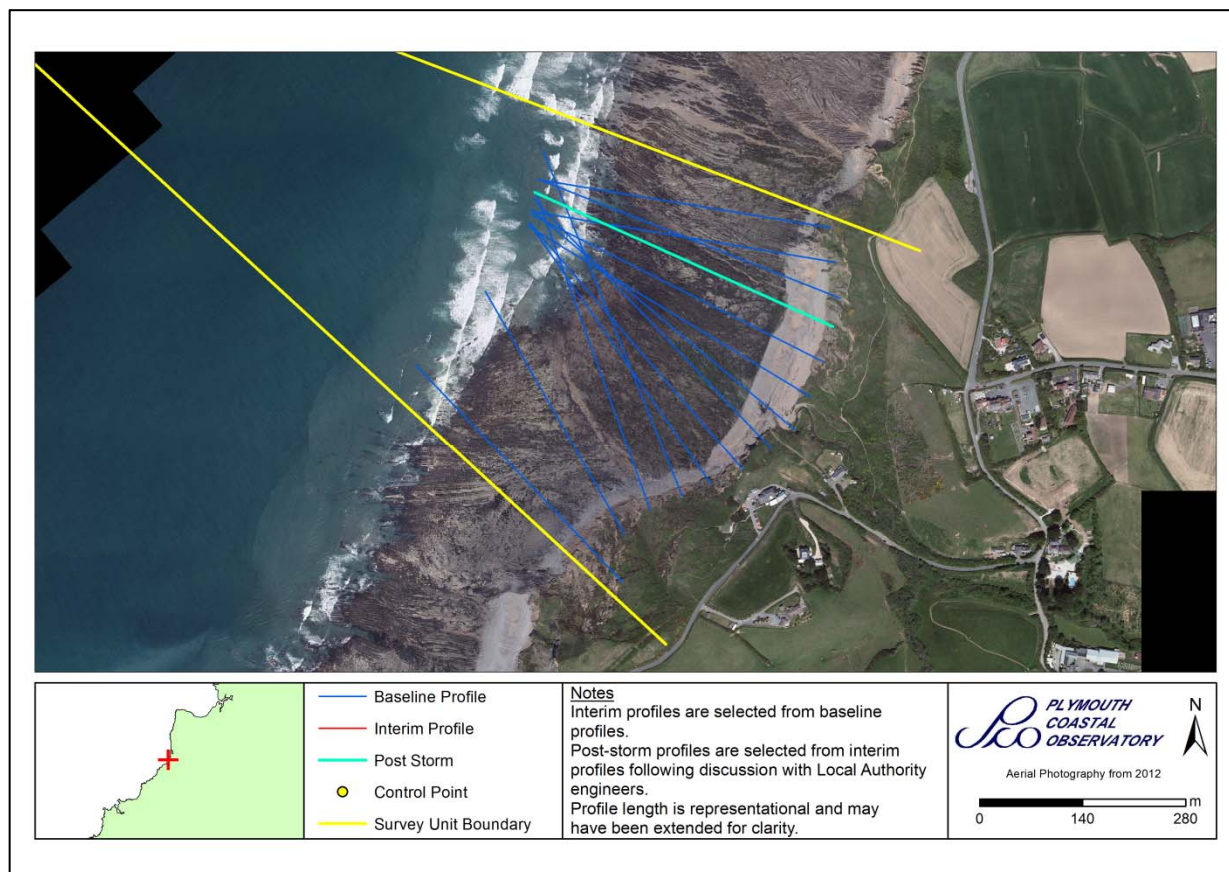 Baseline Profile
Interim Profile
Post Storm
Control Point
Survey Unit Boundary
Notes
Interim profiles are selected from baseline
profiles.
Post-storm profiles are selected from interim
profiles following discussion with Local Authority
engineers.
Profile length is representational and may
have been extended for clarity.
PLYMOUTH
COASTAL
OBSERVATORY
N
Aerial Photography from 2012
m
0 140 280